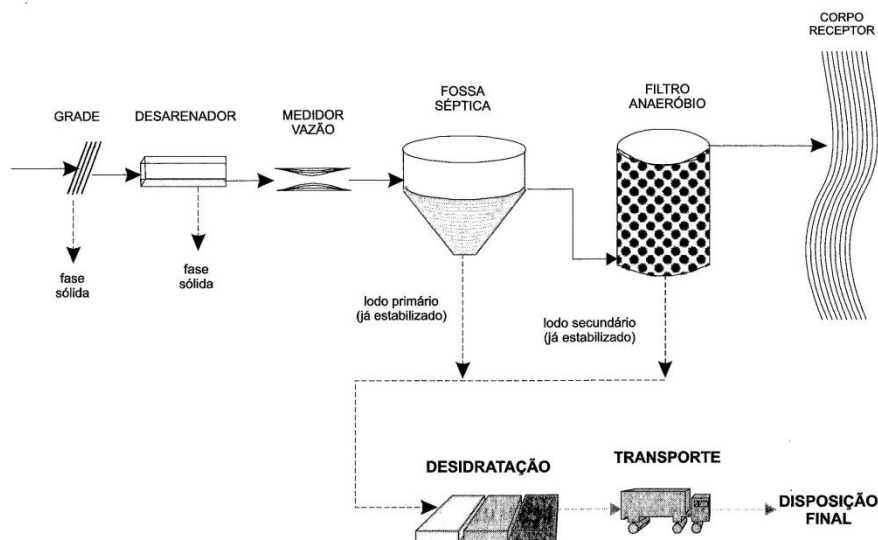 CORPO
RECEPTOR
FOSSA
SÉPTICA
FILTRO
ANAERÓBIO
GRADE
DESARENADOR
MEDIDOR
VAZÃO
fase
sólida
fase
sólida
lodo primário
(já estabilizado)
lodo secundário
(já estabilizado)
DESIDRATAÇÃO
TRANSPORTE
DISPOSIÇÃO
FINAL